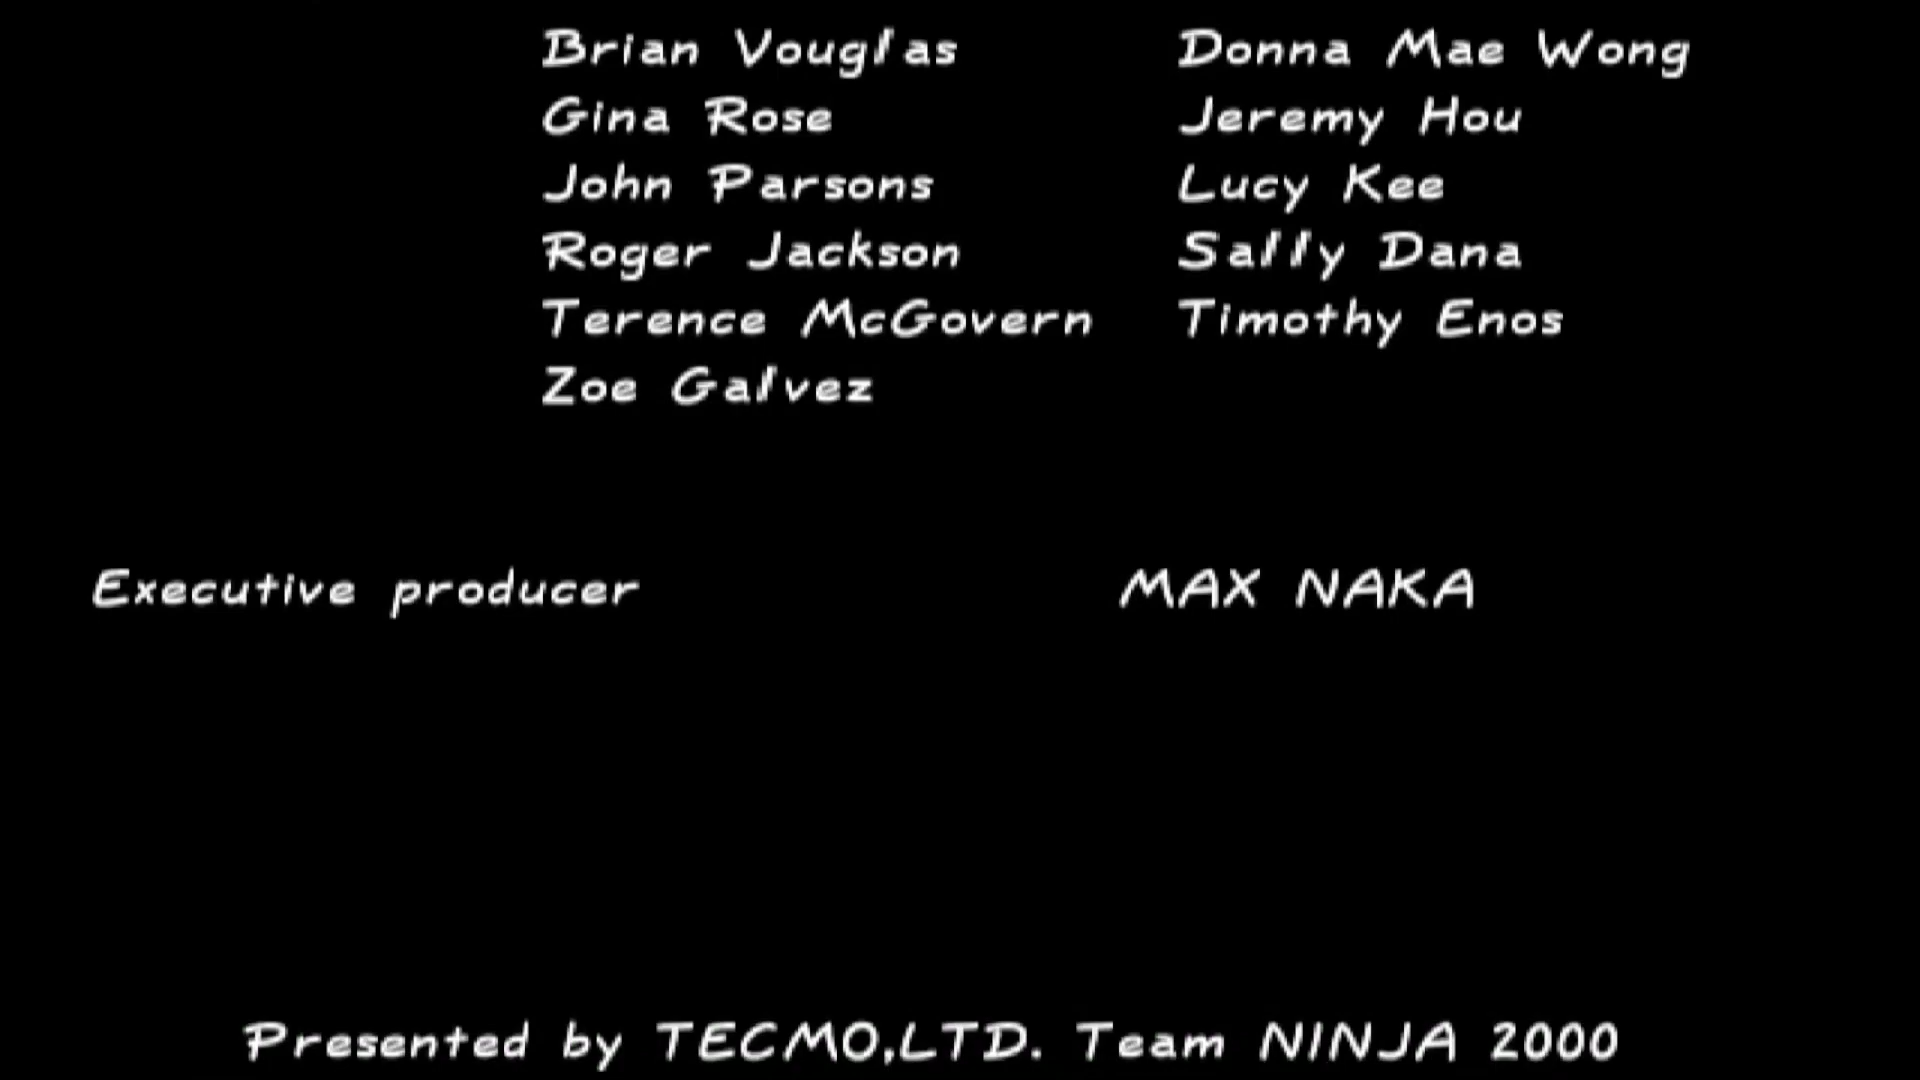 Brian Vouglas Donna Mae Wong
Gina Rose Jeremy Hou
John Parsons Lucy Kee
Roger Jackson Sally Dana
Terence McGovern Timothy Enos
Zoe Galvez
Executive producer MAX NAKA
Presented by TECMO,LTD. Team NINJA 2000